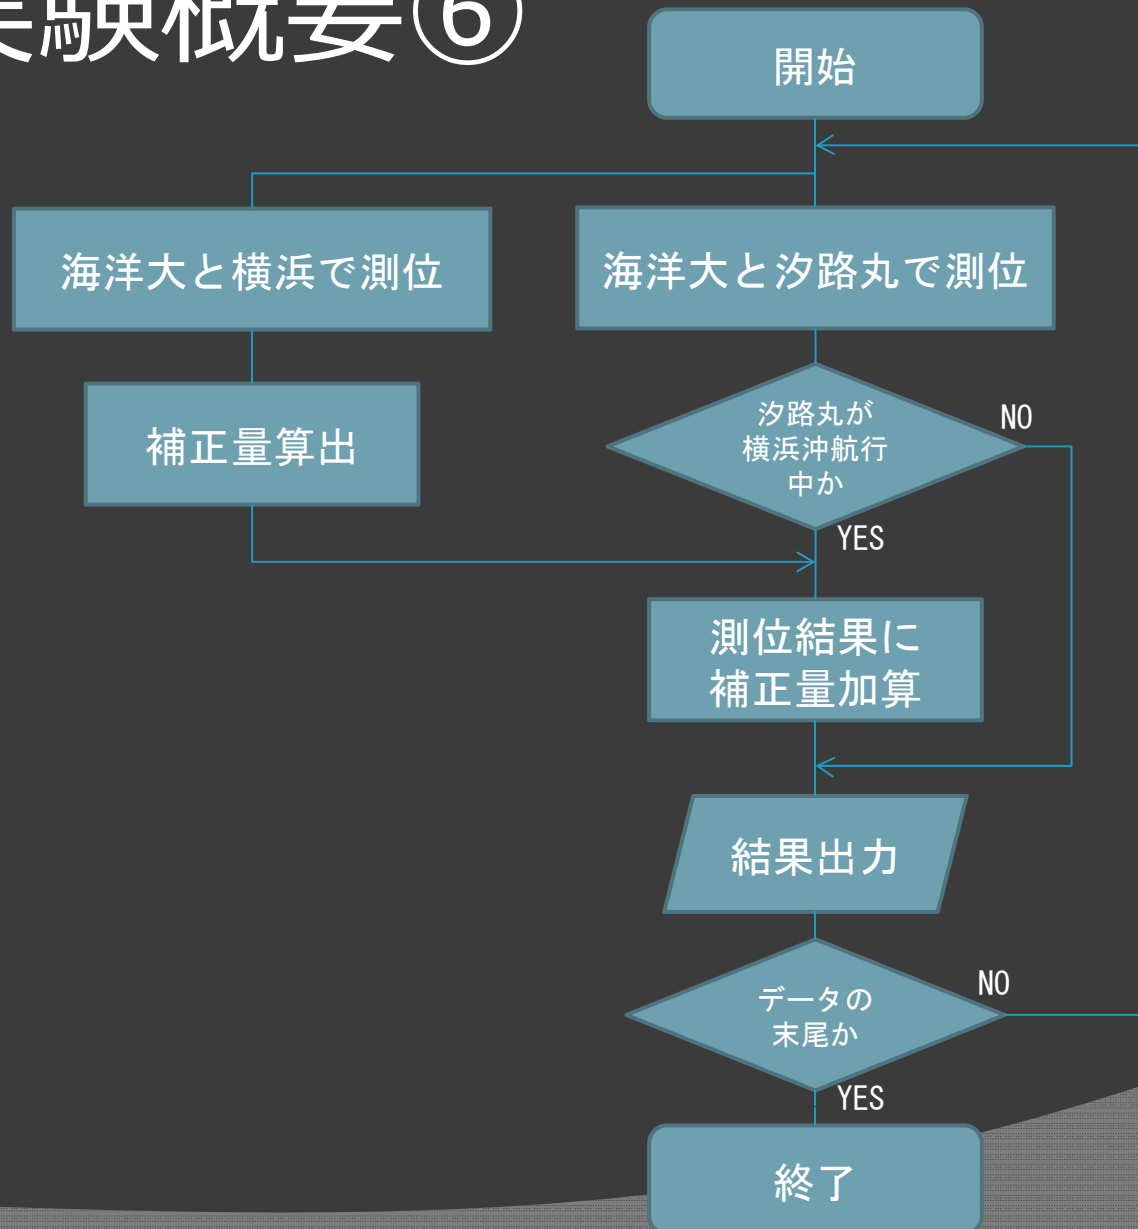 実験概要⑥
開始
海洋大と横浜で測位
海洋大と汐路丸で測位
補正量算出
汐路丸が
横浜沖航行
中か
NO
YES
測位結果に
補正量加算
結果出力
データの
末尾か
NO
YES
終了